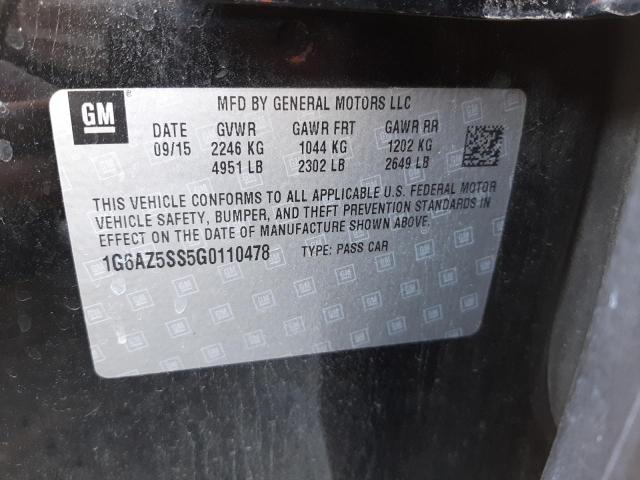 GM
MFD BY GENERAL MOTORS LLC
DATE GVWR GAWR FRT GAWR RR
09/15 2246 KG 1044 KG 1202 KG
4951 LB 2302 LB 2649 LB
THIS VEHICLE CONFORMS TO ALL APPLICABLE U.S. FEDERAL MOTOR
VEHICLE SAFETY, BUMPER, AND THEFT PREVENTION STANDARDS IN
EFFECT ON THE DATE OF MANUFACTURE SHOWN ABOVE.
1G6AZ5SS5G0110478 TYPE: PASS CAR